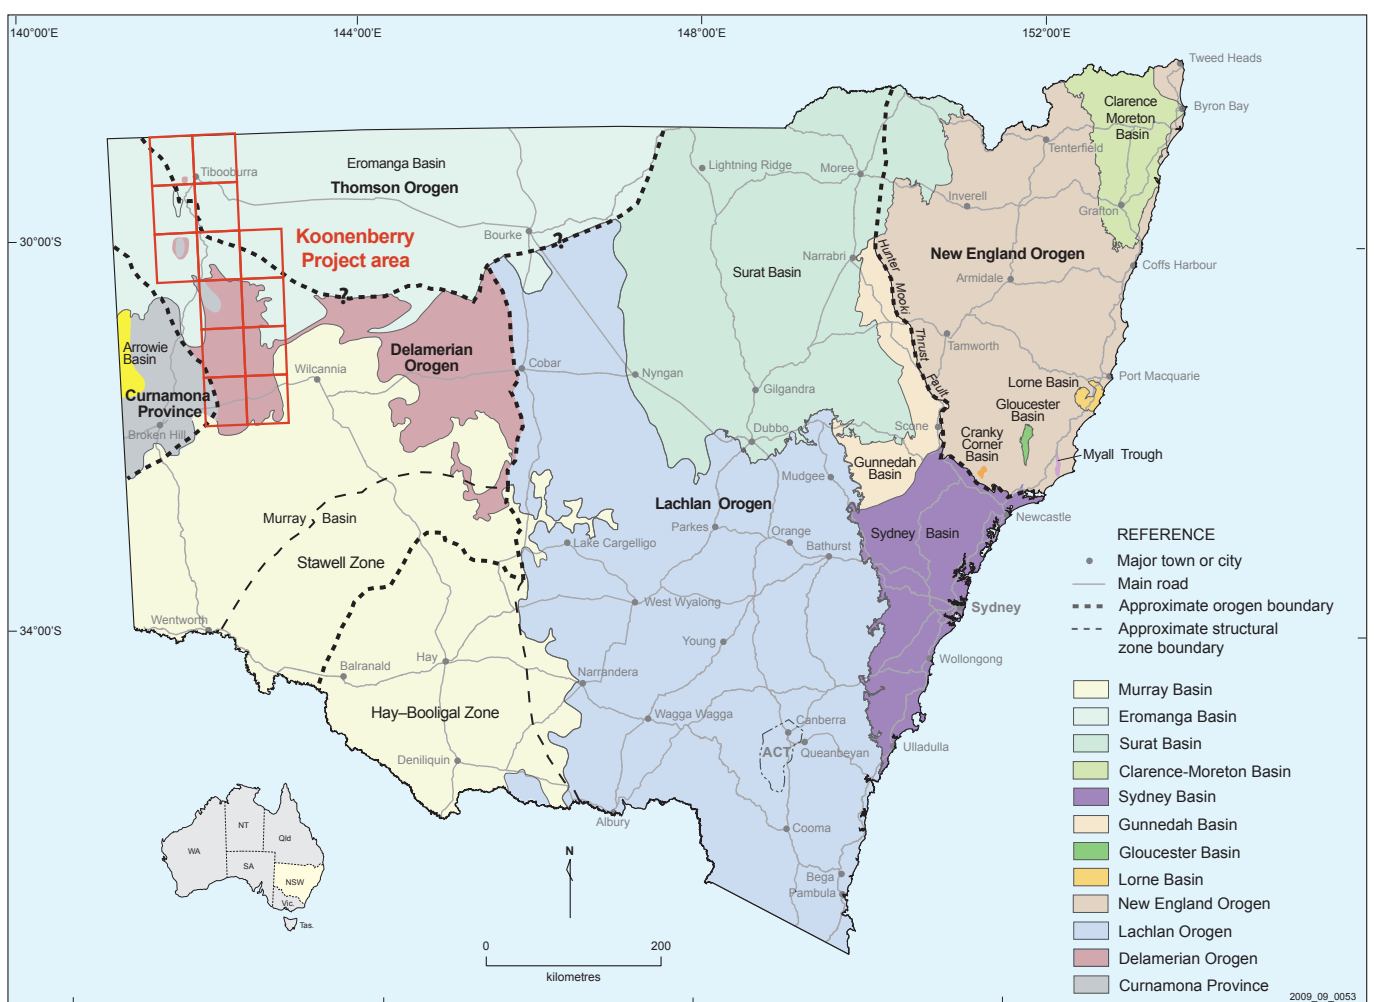 140°00'E
144°00'E
148°00'E
152°00'E
Tweed Heads
Clarence
Moreton
Basin
Byron Bay
Tenterfield
Eromanga Basin
Thomson Orogen
Tibooburra
Lightning Ridge
Moree
Inverell
Grafton
30°00'S
Koonenberry
Project area
Bourke
?
Surat Basin
Narrabri
Hunter
Mooki
Thrust
Fault
New England Orogen
Armidale
Coffs Harbour
?
Arrowie
Basin
Delamerian
Orogen
Wilcannia
Cobar
Nyngan
Gilgandra
Tamworth
Port Macquarie
Lorne Basin
Gloucester
Basin
Curnamona
Province
Broken Hill
Dubbo
Scone
Cranky
Corner
Basin
Myall Trough
Gunnedah
Basin
Mudgee
Lachlan Orogen
Murray Basin
Stawell Zone
Parkes
Orange
Bathurst
Sydney Basin
Newcastle
Lake Cargelligo
West Wyalong
Sydney
34°00'S
Wentworth
Young
Wollongong
Balranald
Hay
Narrandera
Hay–Booligal Zone
Wagga Wagga
Canberra
ACT
Queanbeyan
Ulladulla
Deniliquin
Albury
Cooma
Bega
Pambula
REFERENCE
Major town or city
Main road
Approximate orogen boundary
Approximate structural
zone boundary
Murray Basin
Eromanga Basin
Surat Basin
Clarence-Moreton Basin
Sydney Basin
Gunnedah Basin
Gloucester Basin
Lorne Basin
New England Orogen
Lachlan Orogen
Delamerian Orogen
Curnamona Province
WA
NT
Qld
SA
NSW
Vic.
Tas.
N
0
200
kilometres
2009_09_0053